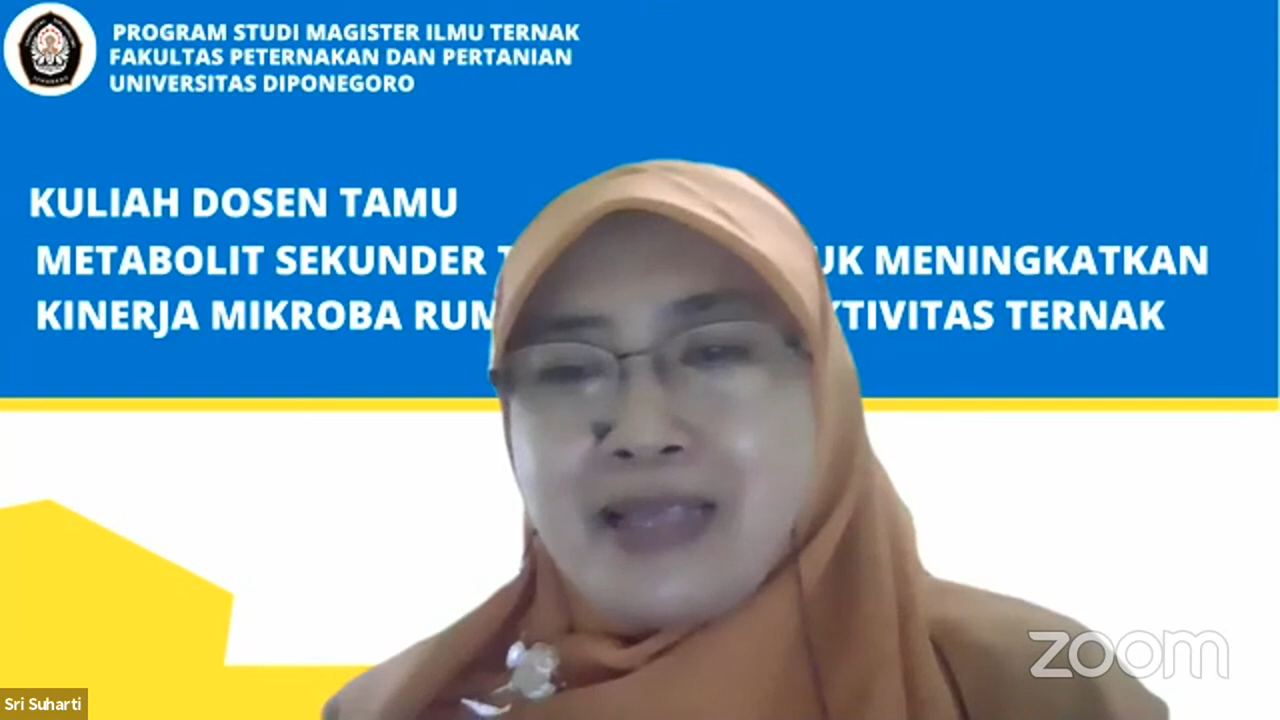 PROGRAM STUDI MAGISTER ILMU TERNAK
FAKULTAS PETERNAKAN DAN PERTANIAN
UNIVERSITAS DIPONEGORO
KULIAH DOSEN TAMU
METABOLIT SEKUNDER T UK MENINGKATKAN
KINERJA MIKROBA RUM KTIVITAS TERNAK
zoom
Sri Suharti